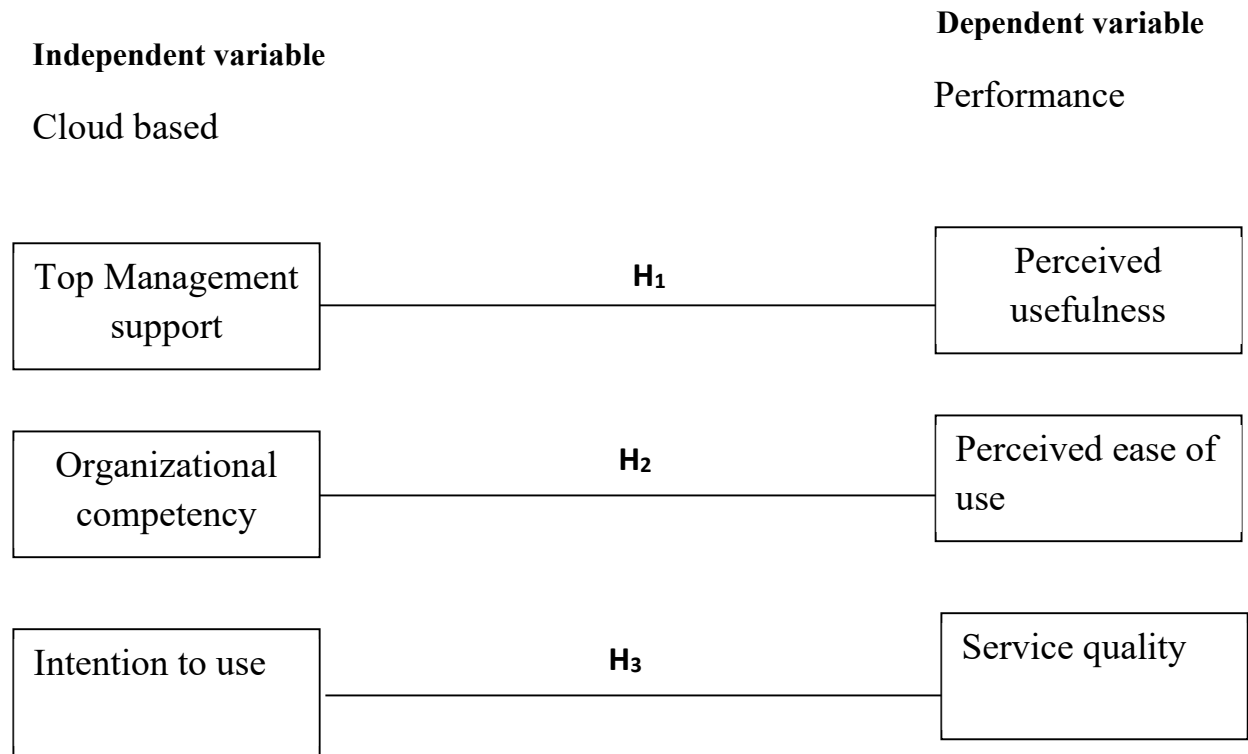 Dependent variable
Independent variable
Performance
Cloud based
Top Management
support
H₁
Perceived
usefulness
Organizational
competency
H₂
Perceived ease of
use
Intention to use
H₃
Service quality